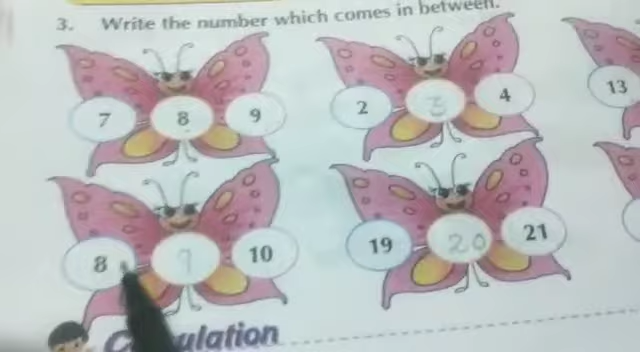 3. Write the number which comes in between.
7 8 9
2 3 4
13
8 9 10
19 20 21